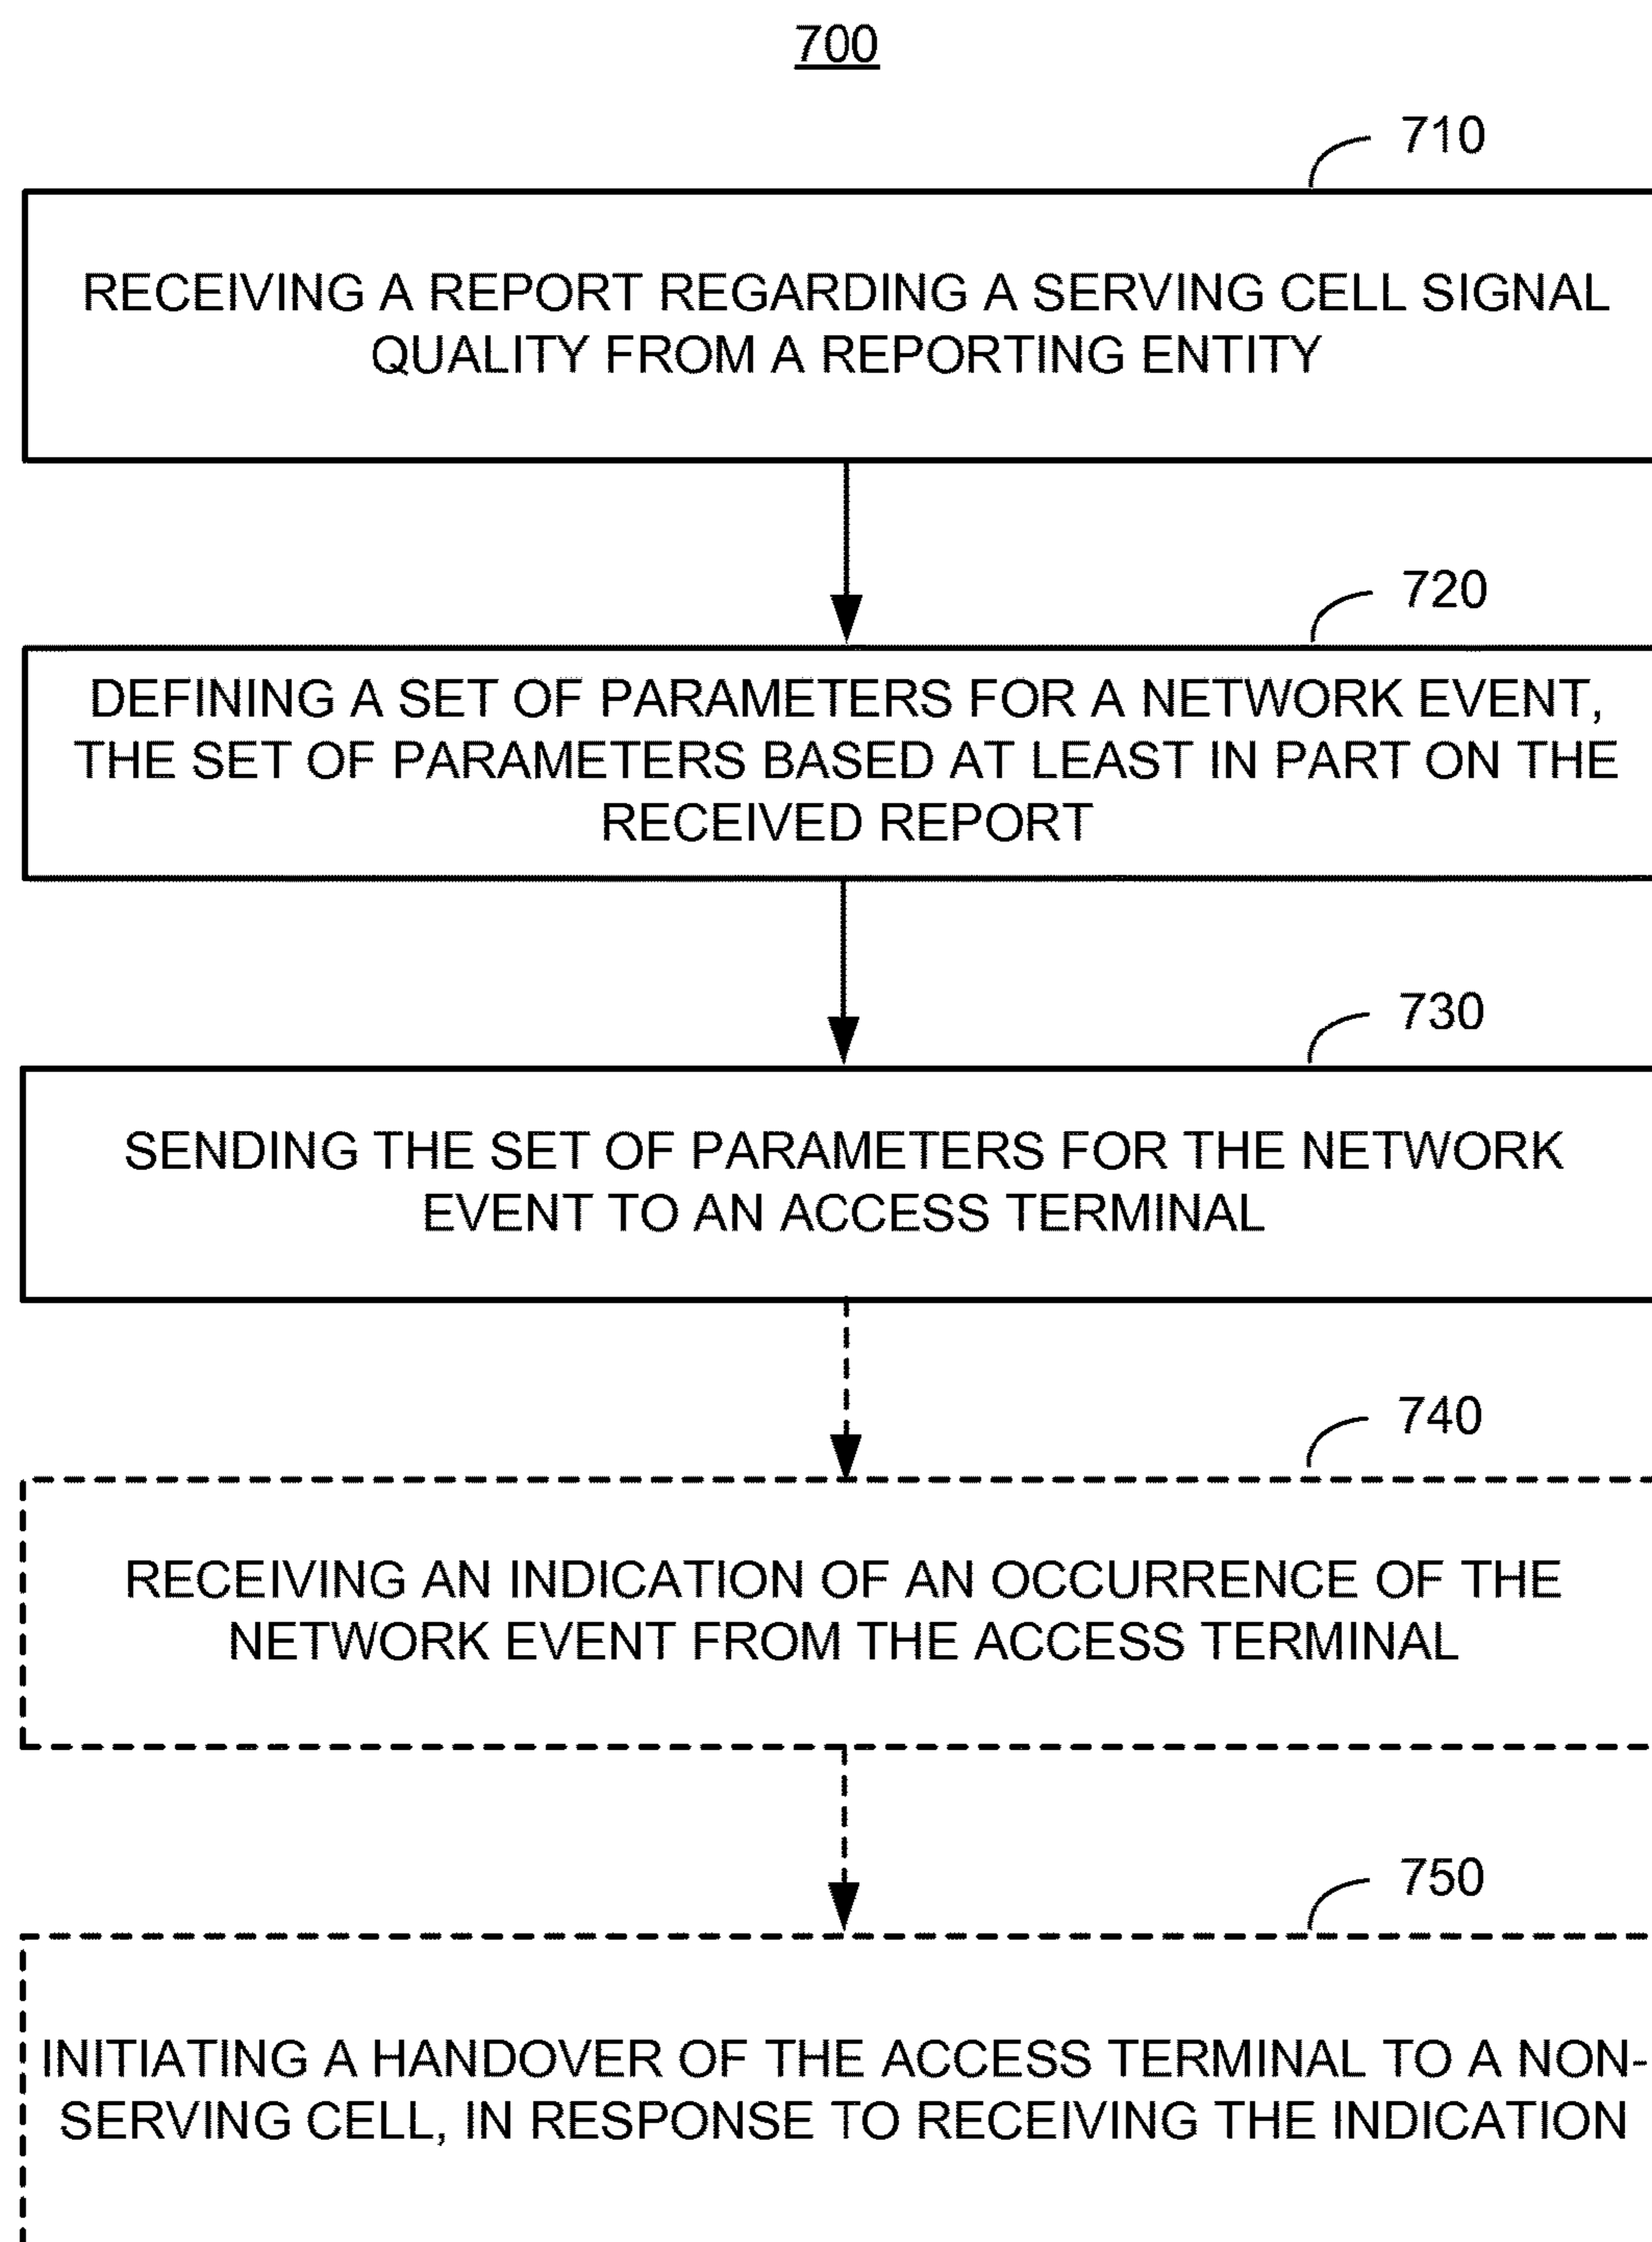 700
710
RECEIVING A REPORT REGARDING A SERVING CELL SIGNAL
QUALITY FROM A REPORTING ENTITY
720
DEFINING A SET OF PARAMETERS FOR A NETWORK EVENT,
THE SET OF PARAMETERS BASED AT LEAST IN PART ON THE
RECEIVED REPORT
730
SENDING THE SET OF PARAMETERS FOR THE NETWORK
EVENT TO AN ACCESS TERMINAL
740
RECEIVING AN INDICATION OF AN OCCURRENCE OF THE
NETWORK EVENT FROM THE ACCESS TERMINAL
750
INITIATING A HANDOVER OF THE ACCESS TERMINAL TO A NON-
SERVING CELL, IN RESPONSE TO RECEIVING THE INDICATION